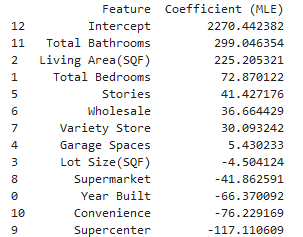 Feature Coefficient (MLE)
12 Intercept 2270.442382
11 Total Bathrooms 299.046354
2 Living Area(SQF) 225.205321
1 Total Bedrooms 72.870122
5 Stories 41.427176
6 Wholesale 36.664429
7 Variety Store 30.093242
4 Garage Spaces 5.430233
3 Lot Size(SQF) -4.504124
8 Supermarket -41.862591
0 Year Built -66.370092
10 Convenience -76.229169
9 Supercenter -117.110609